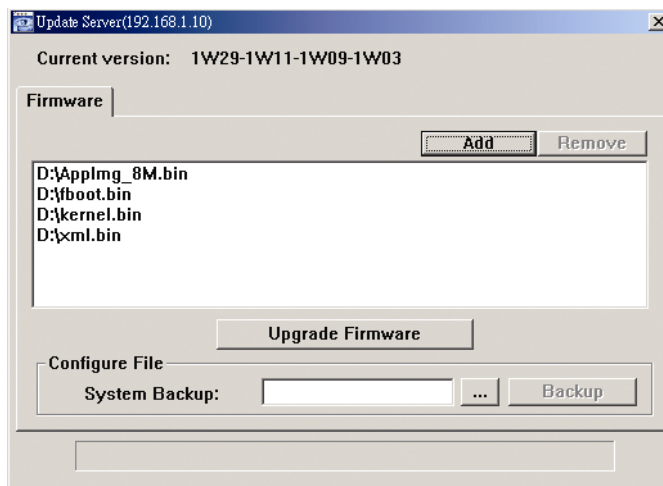 Update Server(192.168.1.10)
Current version: 1W29-1W11-1W09-1W03
Firmware
Add Remove
D:\AppImg_8M.bin
D:\fboot.bin
D:\kernel.bin
D:\xml.bin
Upgrade Firmware
Configure File
System Backup: ... Backup